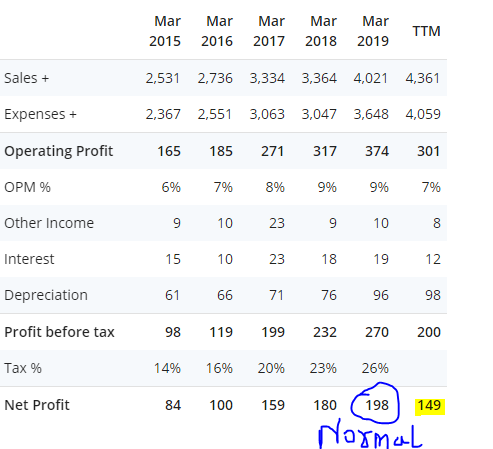 Mar Mar Mar Mar Mar TTM
2015 2016 2017 2018 2019
Sales + 2,531 2,736 3,334 3,364 4,021 4,361
Expenses + 2,367 2,551 3,063 3,047 3,648 4,059
Operating Profit 165 185 271 317 374 301
OPM % 6% 7% 8% 9% 9% 7%
Other Income 9 10 23 9 10 8
Interest 15 10 23 18 19 12
Depreciation 61 66 71 76 96 98
Profit before tax 98 119 199 232 270 200
Tax % 14% 16% 20% 23% 26%
Net Profit 84 100 159 180 198 149
Normal